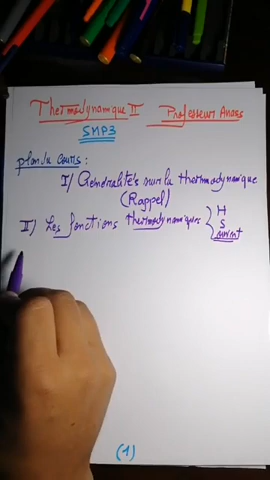 Thermodynamique II Professeur Anass
SMP3
plan du cours :
I/ Généralités sur la thermodynamique
(Rappel)
II) Les fonctions thermodynamiques { H
S
(1)